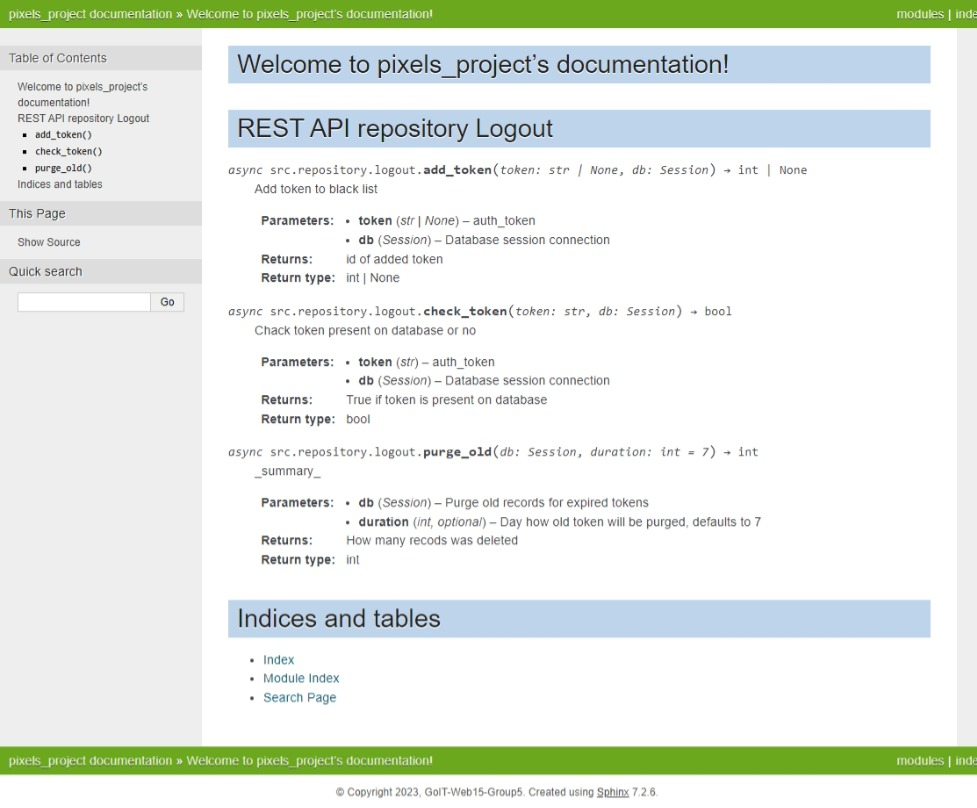 pixels_project documentation » Welcome to pixels_project's documentation!
modules | inde
Table of Contents
Welcome to pixels_project's
documentation!
REST API repository Logout
▪ add_token()
▪ check_token()
▪ purge_old()
Indices and tables
This Page
Show Source
Quick search
Go
Welcome to pixels_project’s documentation!
REST API repository Logout
async src.repository.logout.add_token(token: str | None, db: Session) → int | None
Add token to black list
Parameters: • token (str | None) – auth_token
• db (Session) – Database session connection
Returns: id of added token
Return type: int | None
async src.repository.logout.check_token(token: str, db: Session) → bool
Chack token present on database or no
Parameters: • token (str) – auth_token
• db (Session) – Database session connection
Returns: True if token is present on database
Return type: bool
async src.repository.logout.purge_old(db: Session, duration: int = 7) → int
_summary_
Parameters: • db (Session) – Purge old records for expired tokens
• duration (int, optional) – Day how old token will be purged, defaults to 7
Returns: How many recods was deleted
Return type: int
Indices and tables
• Index
• Module Index
• Search Page
pixels_project documentation » Welcome to pixels_project's documentation!
modules | inde
© Copyright 2023, GoIT-Web15-Group5. Created using Sphinx 7.2.6.